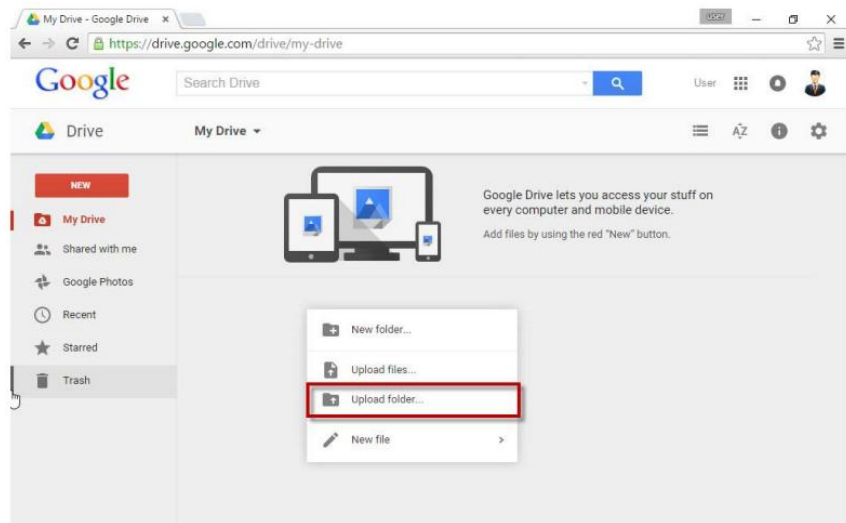 My Drive - Google Drive
USER
https://drive.google.com/drive/my-drive
Google
Search Drive
User
Drive
My Drive
AZ
NEW
My Drive
Shared with me
Google Photos
Recent
Starred
Trash
Google Drive lets you access your stuff on
every computer and mobile device.
Add files by using the red "New" button.
New folder...
Upload files...
Upload folder...
New file